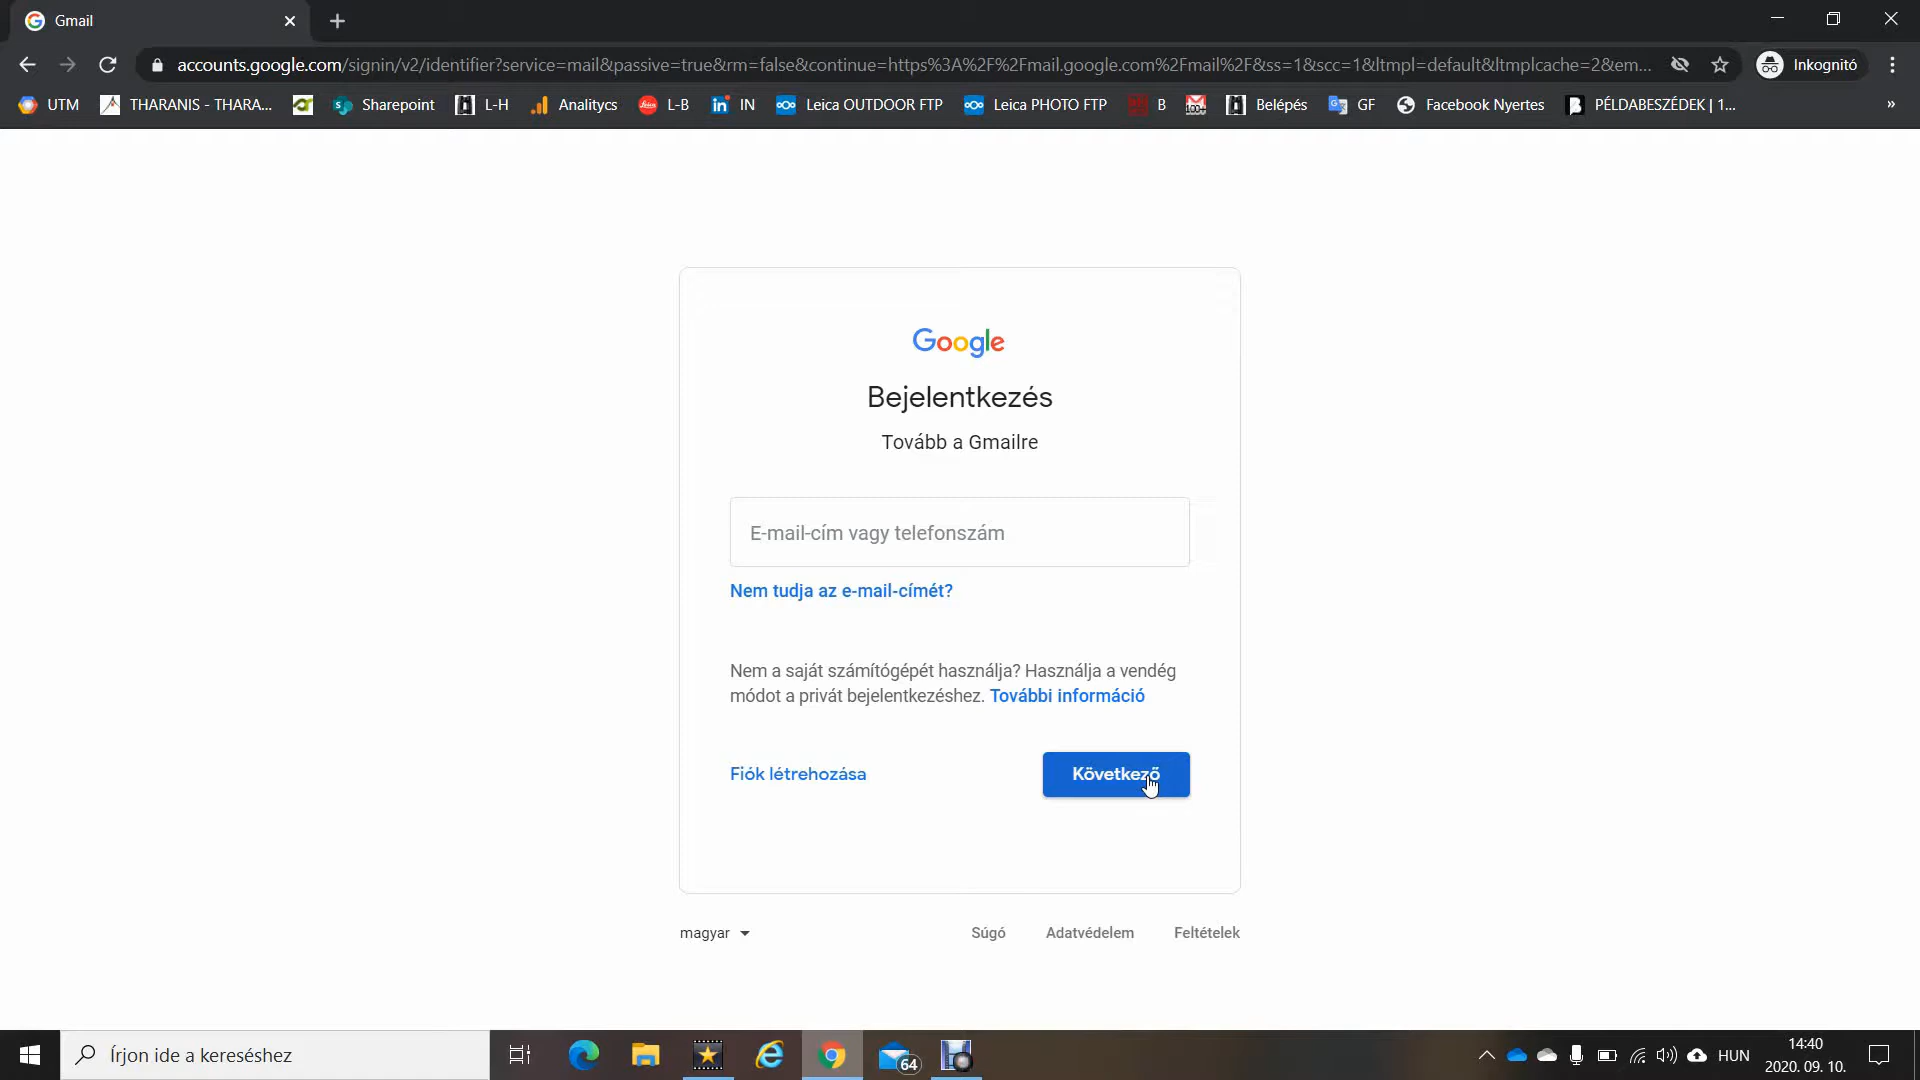 Gmail
accounts.google.com/signin/v2/identifier?service=mail&passive=true&rm=false&continue=https%3A%2F%2Fmail.google.com%2Fmail%2F&ss=1&scc=1&ltmpl=default&ltmplcache=2&em...
Inkognitó
UTM
THARANIS - THARA...
Sharepoint
L-H
Analitycs
L-B
IN
Leica OUTDOOR FTP
Leica PHOTO FTP
B
Belépés
GF
Facebook Nyertes
PÉLDABESZÉDEK | 1...
»
Google
Bejelentkezés
Tovább a Gmailre
E-mail-cím vagy telefonszám
Nem tudja az e-mail-címét?
Nem a saját számítógépét használja? Használja a vendég
módot a privát bejelentkezéshez. További információ
Fiók létrehozása
Következő
magyar
Súgó
Adatvédelem
Feltételek
Írjon ide a kereséshez
64
HUN
14:40
2020. 09. 10.